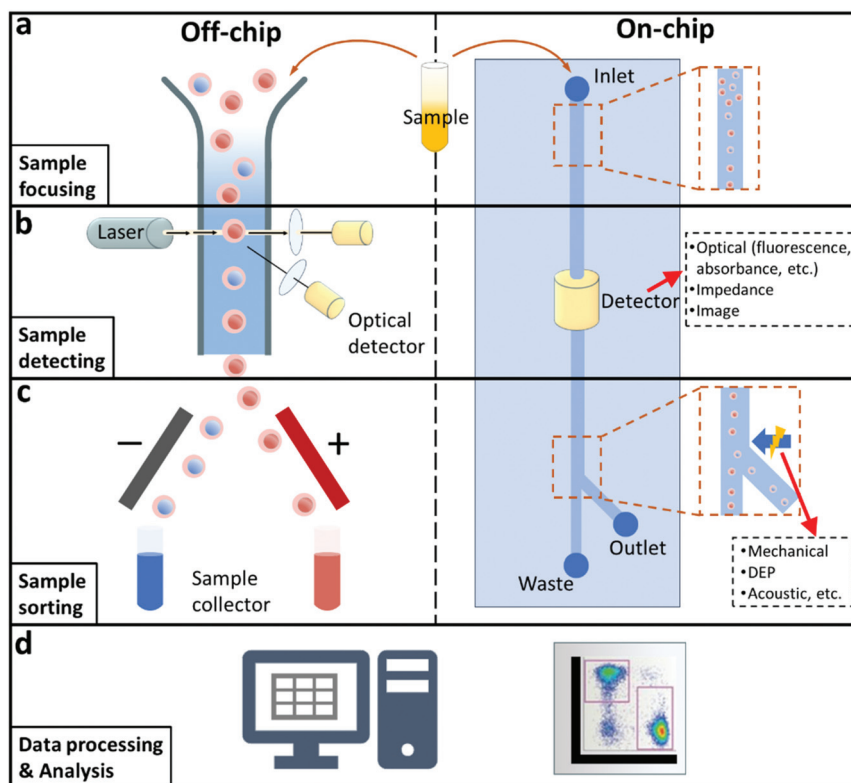 a
Off-chip
On-chip
Sample
Inlet
Sample
focusing
b
Laser
Optical
detector
Detector
•Optical (fluorescence,
absorbance, etc.)
•Impedance
•Image
Sample
detecting
c
−
+
Sample
collector
Outlet
Waste
•Mechanical
•DEP
•Acoustic, etc.
Sample
sorting
d
Data processing
& Analysis